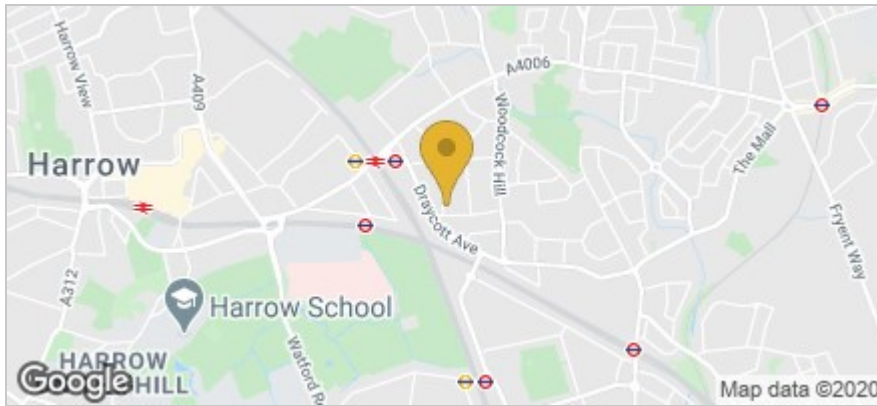 Harrow View
A409
A4006
Woodcock Hill
The Mall
Harrow
Draycott Ave
Fryent Way
A312
Harrow School
Watford R
HARROW
HILL
Google
Map data ©2020